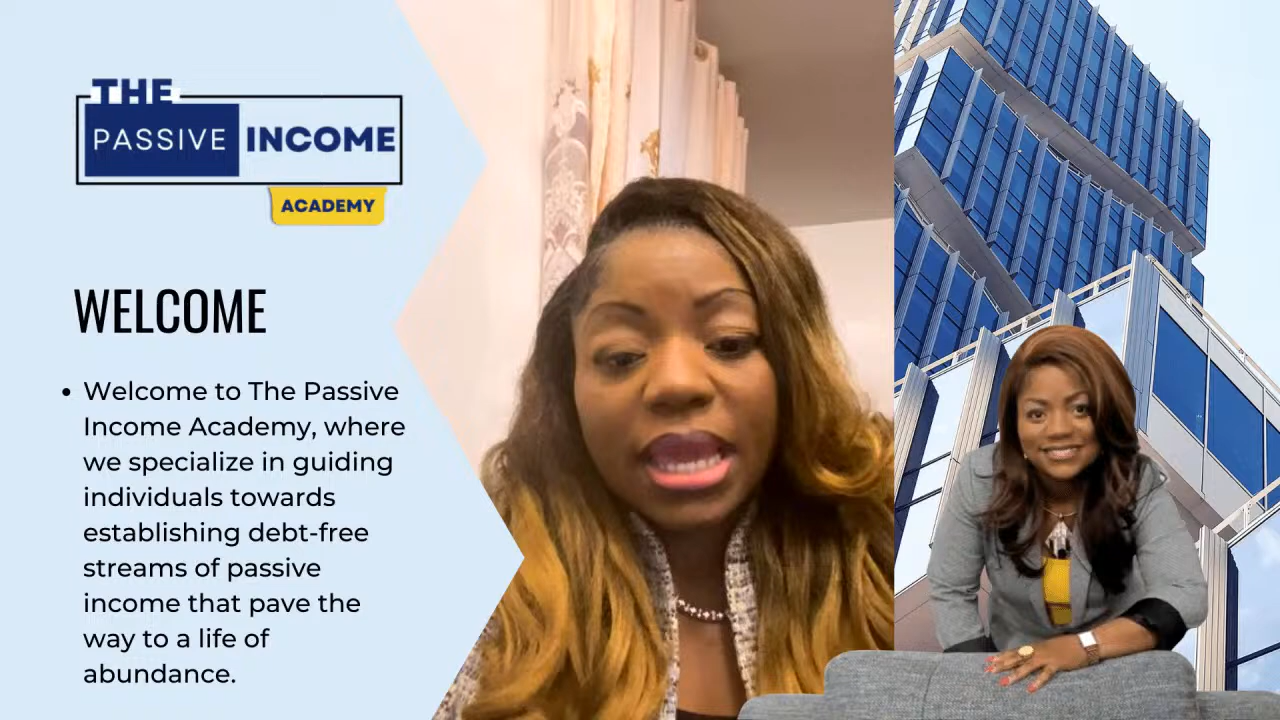 THE
PASSIVE INCOME
ACADEMY
WELCOME
• Welcome to The Passive
Income Academy, where
we specialize in guiding
individuals towards
establishing debt-free
streams of passive
income that pave the
way to a life of
abundance.